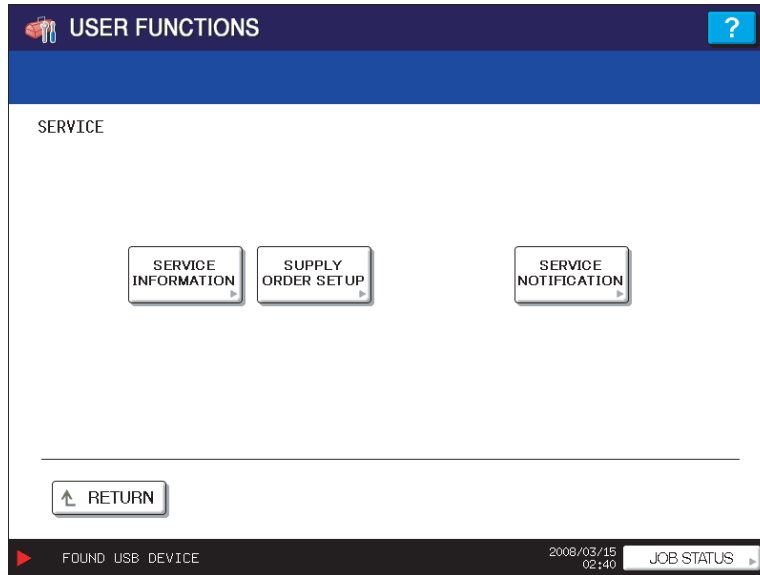 USER FUNCTIONS
?
SERVICE
SERVICE
INFORMATION
SUPPLY
ORDER SETUP
SERVICE
NOTIFICATION
RETURN
FOUND USB DEVICE
2008/03/15
02:40
JOB STATUS